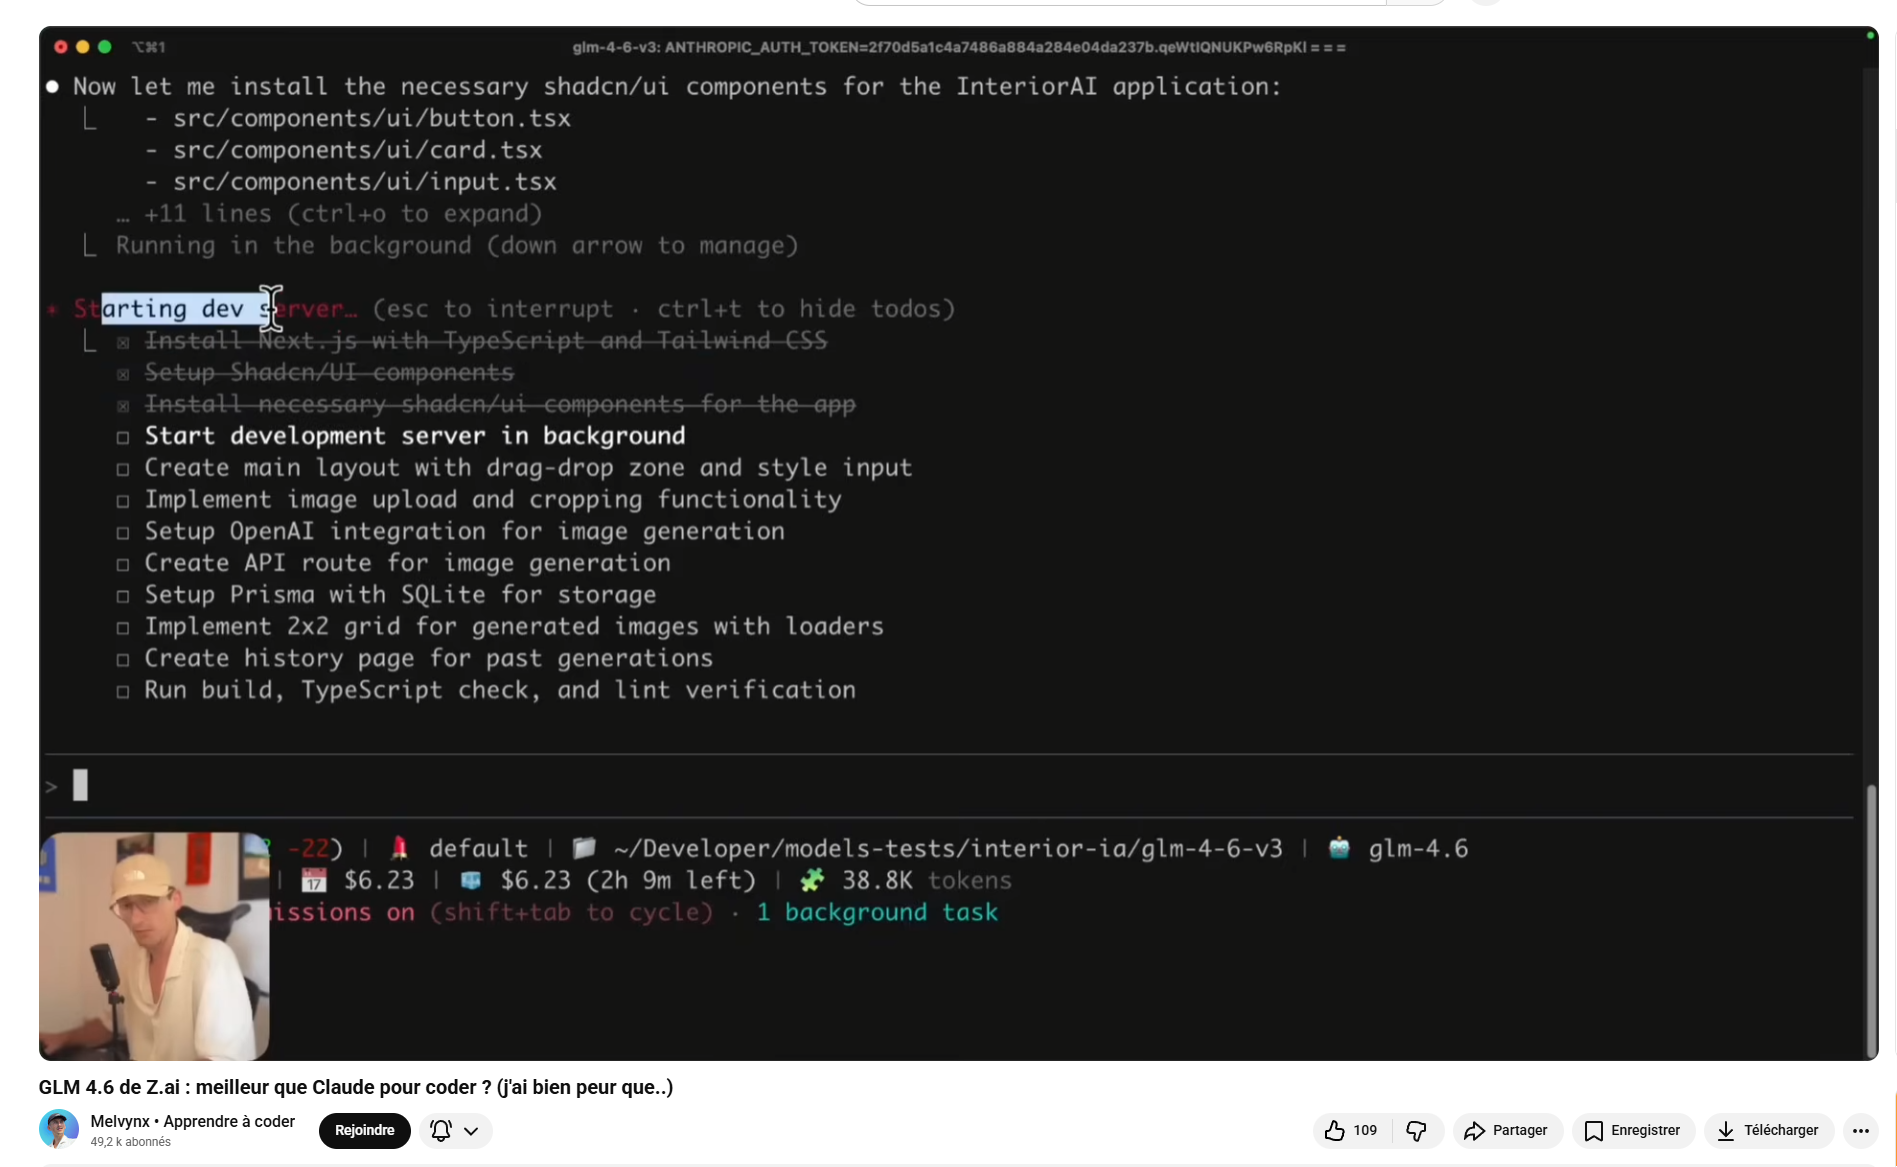 ⌥⌘1
glm-4-6-v3: ANTHROPIC_AUTH_TOKEN=2f70d5a1c4a7486a884a284e04da237b.qeWtIQNUKPw6RpKl = = =
● Now let me install the necessary shadcn/ui components for the InteriorAI application:
- src/components/ui/button.tsx
- src/components/ui/card.tsx
- src/components/ui/input.tsx
… +11 lines (ctrl+o to expand)
Running in the background (down arrow to manage)
* Starting dev server… (esc to interrupt · ctrl+t to hide todos)
☒ Install Next.js with TypeScript and Tailwind CSS
☒ Setup Shadcn/UI components
☒ Install necessary shadcn/ui components for the app
☐ Start development server in background
☐ Create main layout with drag-drop zone and style input
☐ Implement image upload and cropping functionality
☐ Setup OpenAI integration for image generation
☐ Create API route for image generation
☐ Setup Prisma with SQLite for storage
☐ Implement 2x2 grid for generated images with loaders
☐ Create history page for past generations
☐ Run build, TypeScript check, and lint verification
>
-22) | default | ~/Developer/models-tests/interior-ia/glm-4-6-v3 | glm-4.6
| 17 $6.23 | $6.23 (2h 9m left) | 38.8K tokens
issions on (shift+tab to cycle) · 1 background task
GLM 4.6 de Z.ai : meilleur que Claude pour coder ? (j'ai bien peur que..)
Melvynx • Apprendre à coder
49,2 k abonnés
Rejoindre
109
Partager
Enregistrer
Télécharger